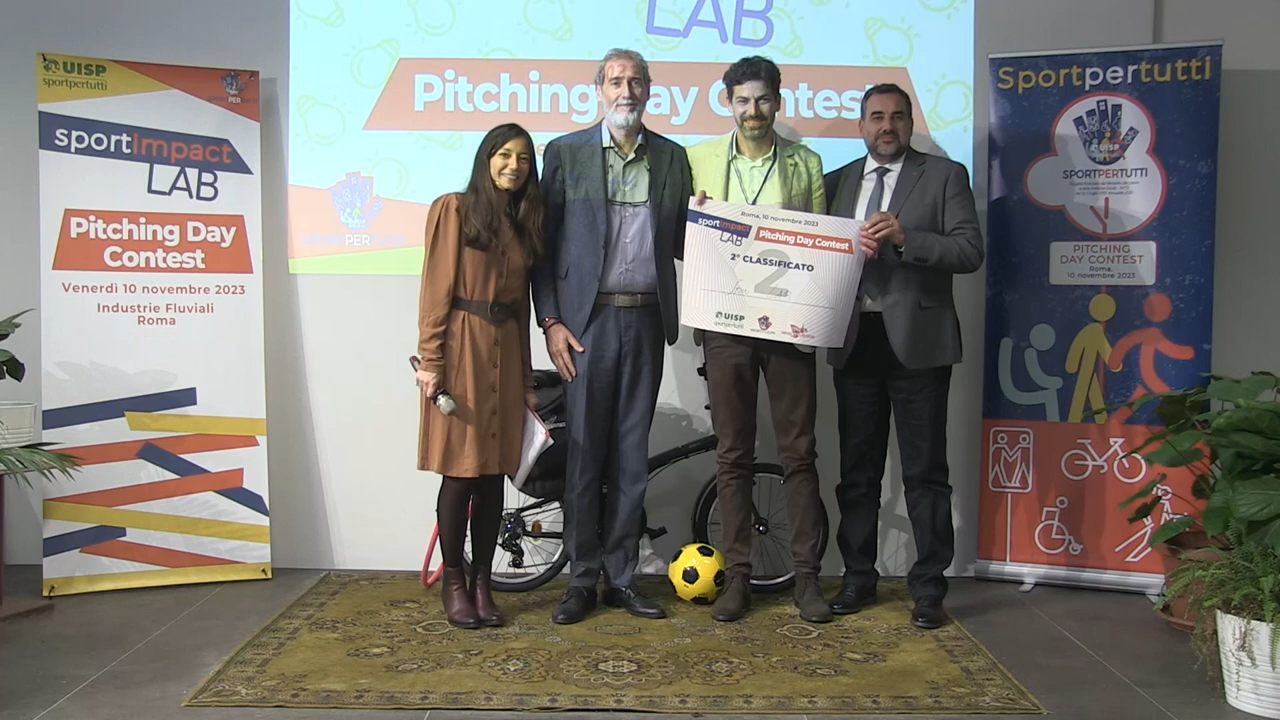 UISP
sportpertutti
sportimpact
LAB
Pitching Day
Contest
Venerdì 10 novembre 2023
Industrie Fluviali
Roma
LAB
Pitching Day Contest
PER
Roma, 10 novembre 2023
sportimpact
LAB
Pitching Day Contest
2
2° CLASSIFICATO
UISP
sportpertutti
Sportpertutti
UISP
SPORTPERTUTTI
PITCHING
DAY CONTEST
Roma,
10 novembre 2023